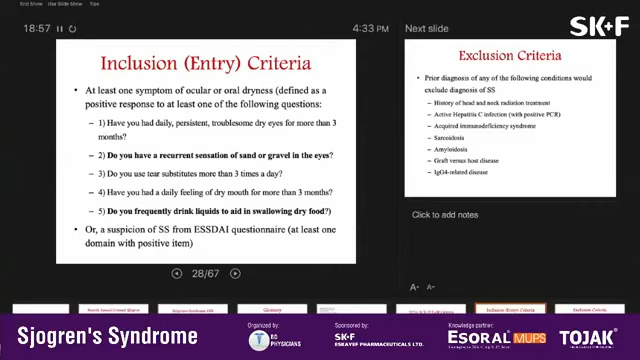 End Show Use Slide Show Tips
18:57
4:33 PM
Next slide
SK+F
Inclusion (Entry) Criteria
• At least one symptom of ocular or oral dryness (defined as
a positive response to at least one of the following questions:
– 1) Have you had daily, persistent, troublesome dry eyes for more than 3
months?
– 2) Do you have a recurrent sensation of sand or gravel in the eyes?
– 3) Do you use tear substitutes more than 3 times a day?
– 4) Have you had a daily feeling of dry mouth for more than 3 months?
– 5) Do you frequently drink liquids to aid in swallowing dry food?)
• Or, a suspicion of SS from ESSDAI questionnaire (at least one
domain with positive item)
28/67
Exclusion Criteria
• Prior diagnosis of any of the following conditions would
exclude diagnosis of SS
– History of head and neck radiation treatment
– Active Hepatitis C infection (with positive PCR)
– Acquired immunodeficiency syndrome
– Sarcoidosis
– Amyloidosis
– Graft versus host disease
– IgG4-related disease
Click to add notes
Glossary
Inclusion (Entry) Criteria
Exclusion Criteria
Sjogren's Syndrome
Organized by:
RD
PHYSICIANS
Sponsored by:
SK+F
ESKAYEF PHARMACEUTICALS LTD.
Knowledge partner:
ESORAL MUPS
TOJAK